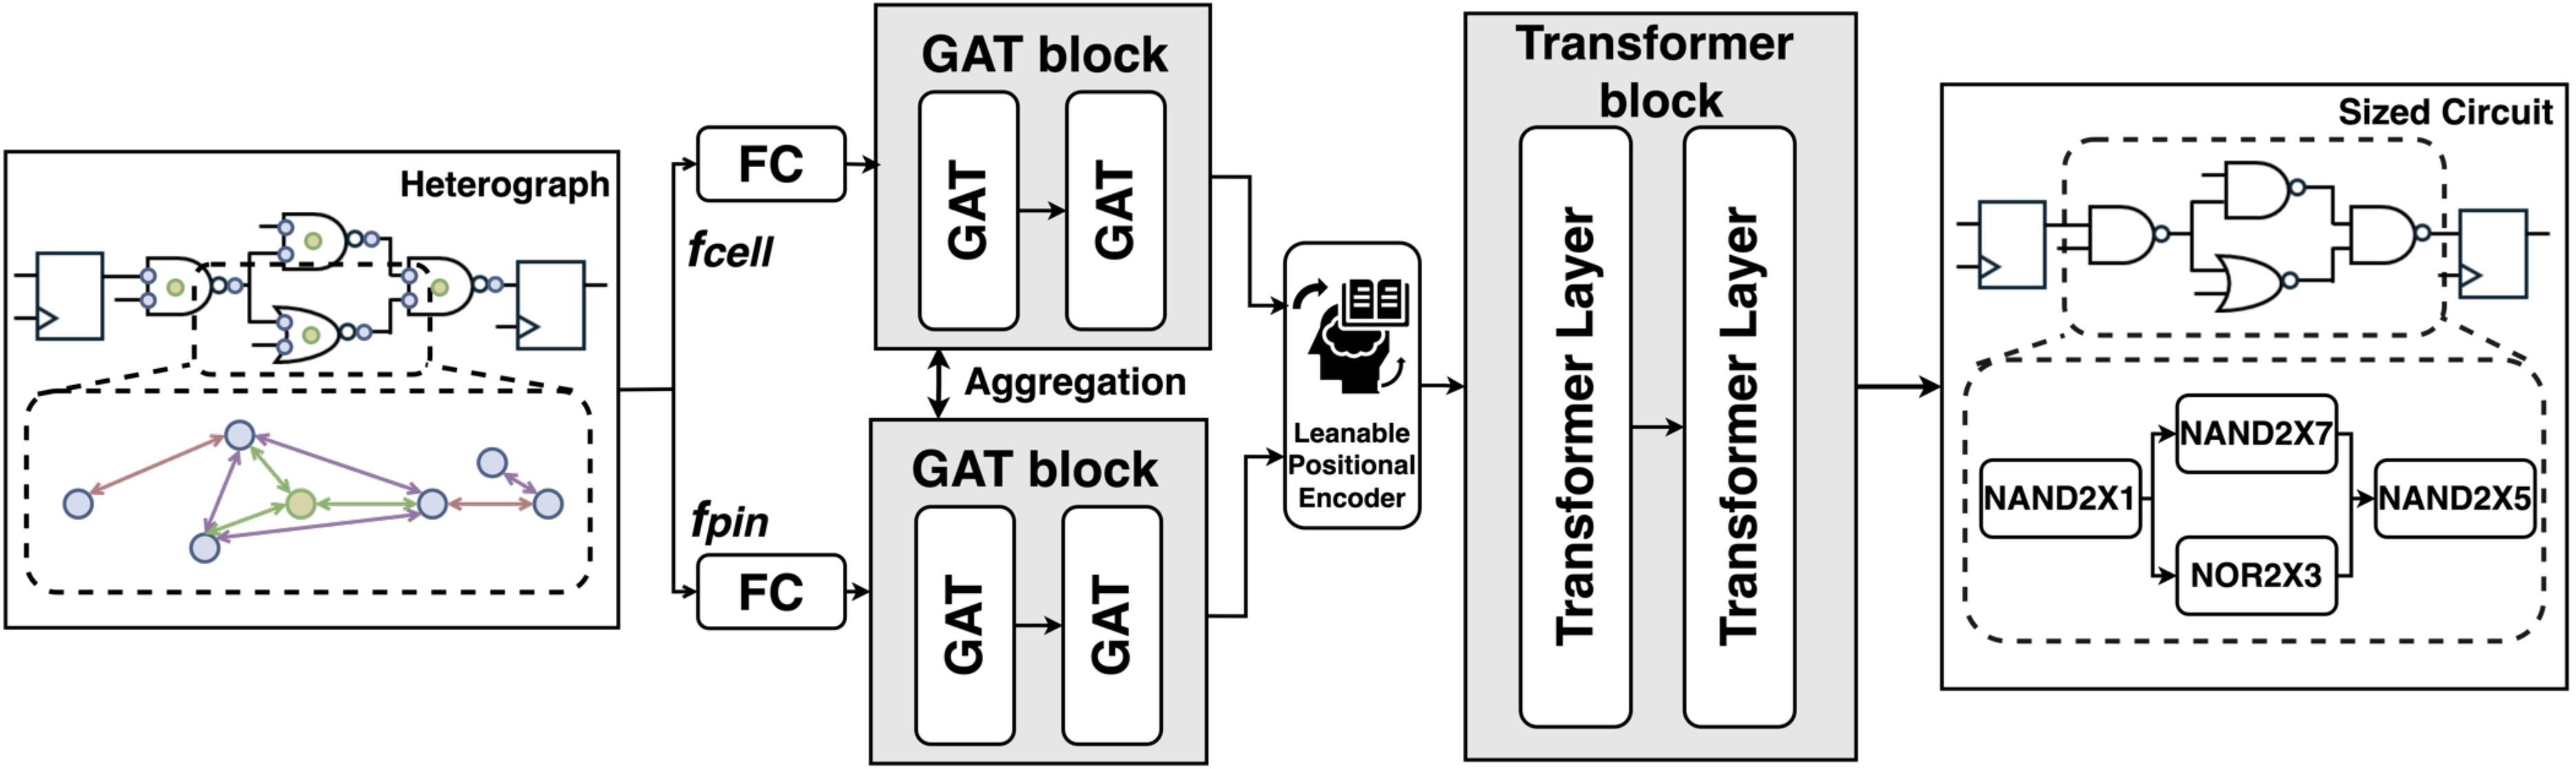 Heterograph
FC
fcell
fpin
FC
GAT block
GAT
GAT
Aggregation
GAT block
GAT
GAT
Leanable
Positional
Encoder
Transformer
block
Transformer Layer
Transformer Layer
Sized Circuit
NAND2X1
NAND2X7
NOR2X3
NAND2X5